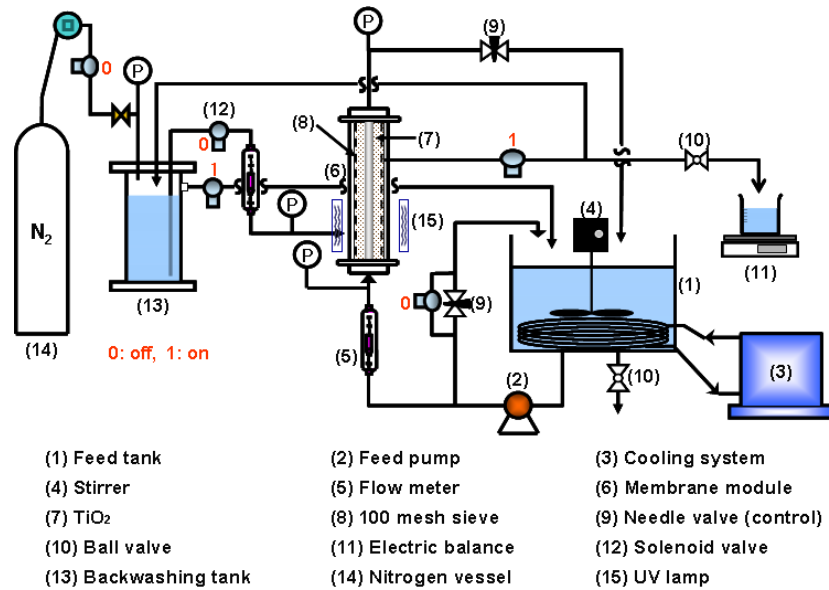 P
(9)
0
P
(12)
(8)
(7)
0
1
(10)
1
(6)
(4)
N2
P
(15)
(11)
P
(1)
0
(9)
(13)
(14)
0: off, 1: on
(5)
(2)
(10)
(3)
(1) Feed tank
(2) Feed pump
(3) Cooling system
(4) Stirrer
(5) Flow meter
(6) Membrane module
(7) TiO2
(8) 100 mesh sieve
(9) Needle valve (control)
(10) Ball valve
(11) Electric balance
(12) Solenoid valve
(13) Backwashing tank
(14) Nitrogen vessel
(15) UV lamp